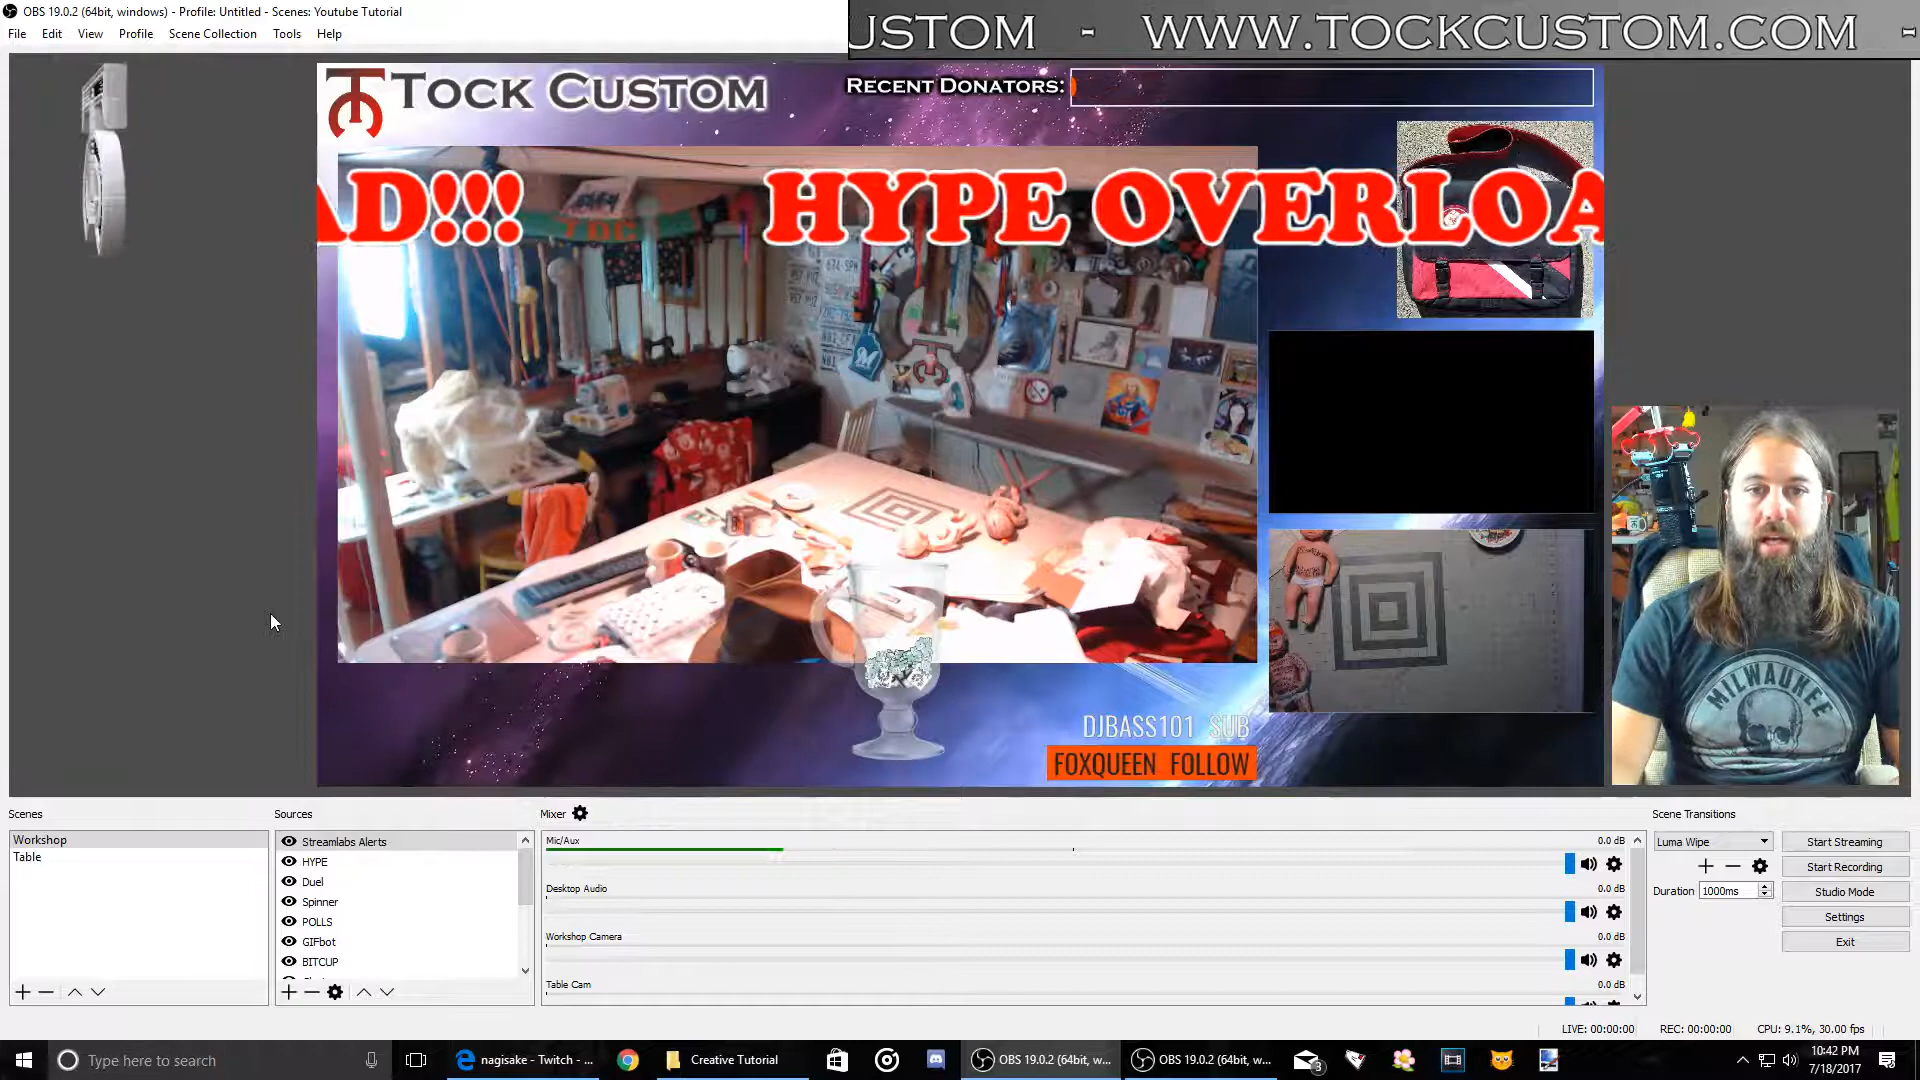 OBS 19.0.2 (64bit, windows) - Profile: Untitled - Scenes: Youtube Tutorial
File Edit View Profile Scene Collection Tools Help
USTOM - WWW.TOCKCUSTOM.COM -
TOCK CUSTOM
RECENT DONATORS:
AD!!! HYPE OVERLOA
DJBASS101 SUB
FOXQUEEN FOLLOW
MILWAUKEE
Scenes
Workshop
Table
Sources
Streamlabs Alerts
HYPE
Duel
Spinner
POLLS
GIFbot
BITCUP
Mixer
Mic/Aux 0.0 dB
Desktop Audio 0.0 dB
Workshop Camera 0.0 dB
Table Cam 0.0 dB
Scene Transitions
Luma Wipe
Duration 1000ms
Start Streaming
Start Recording
Studio Mode
Settings
Exit
LIVE: 00:00:00 REC: 00:00:00 CPU: 9.1%, 30.00 fps
Type here to search
nagisake - Twitch - ...
Creative Tutorial
OBS 19.0.2 (64bit, w...
OBS 19.0.2 (64bit, w...
3
10:42 PM
7/18/2017